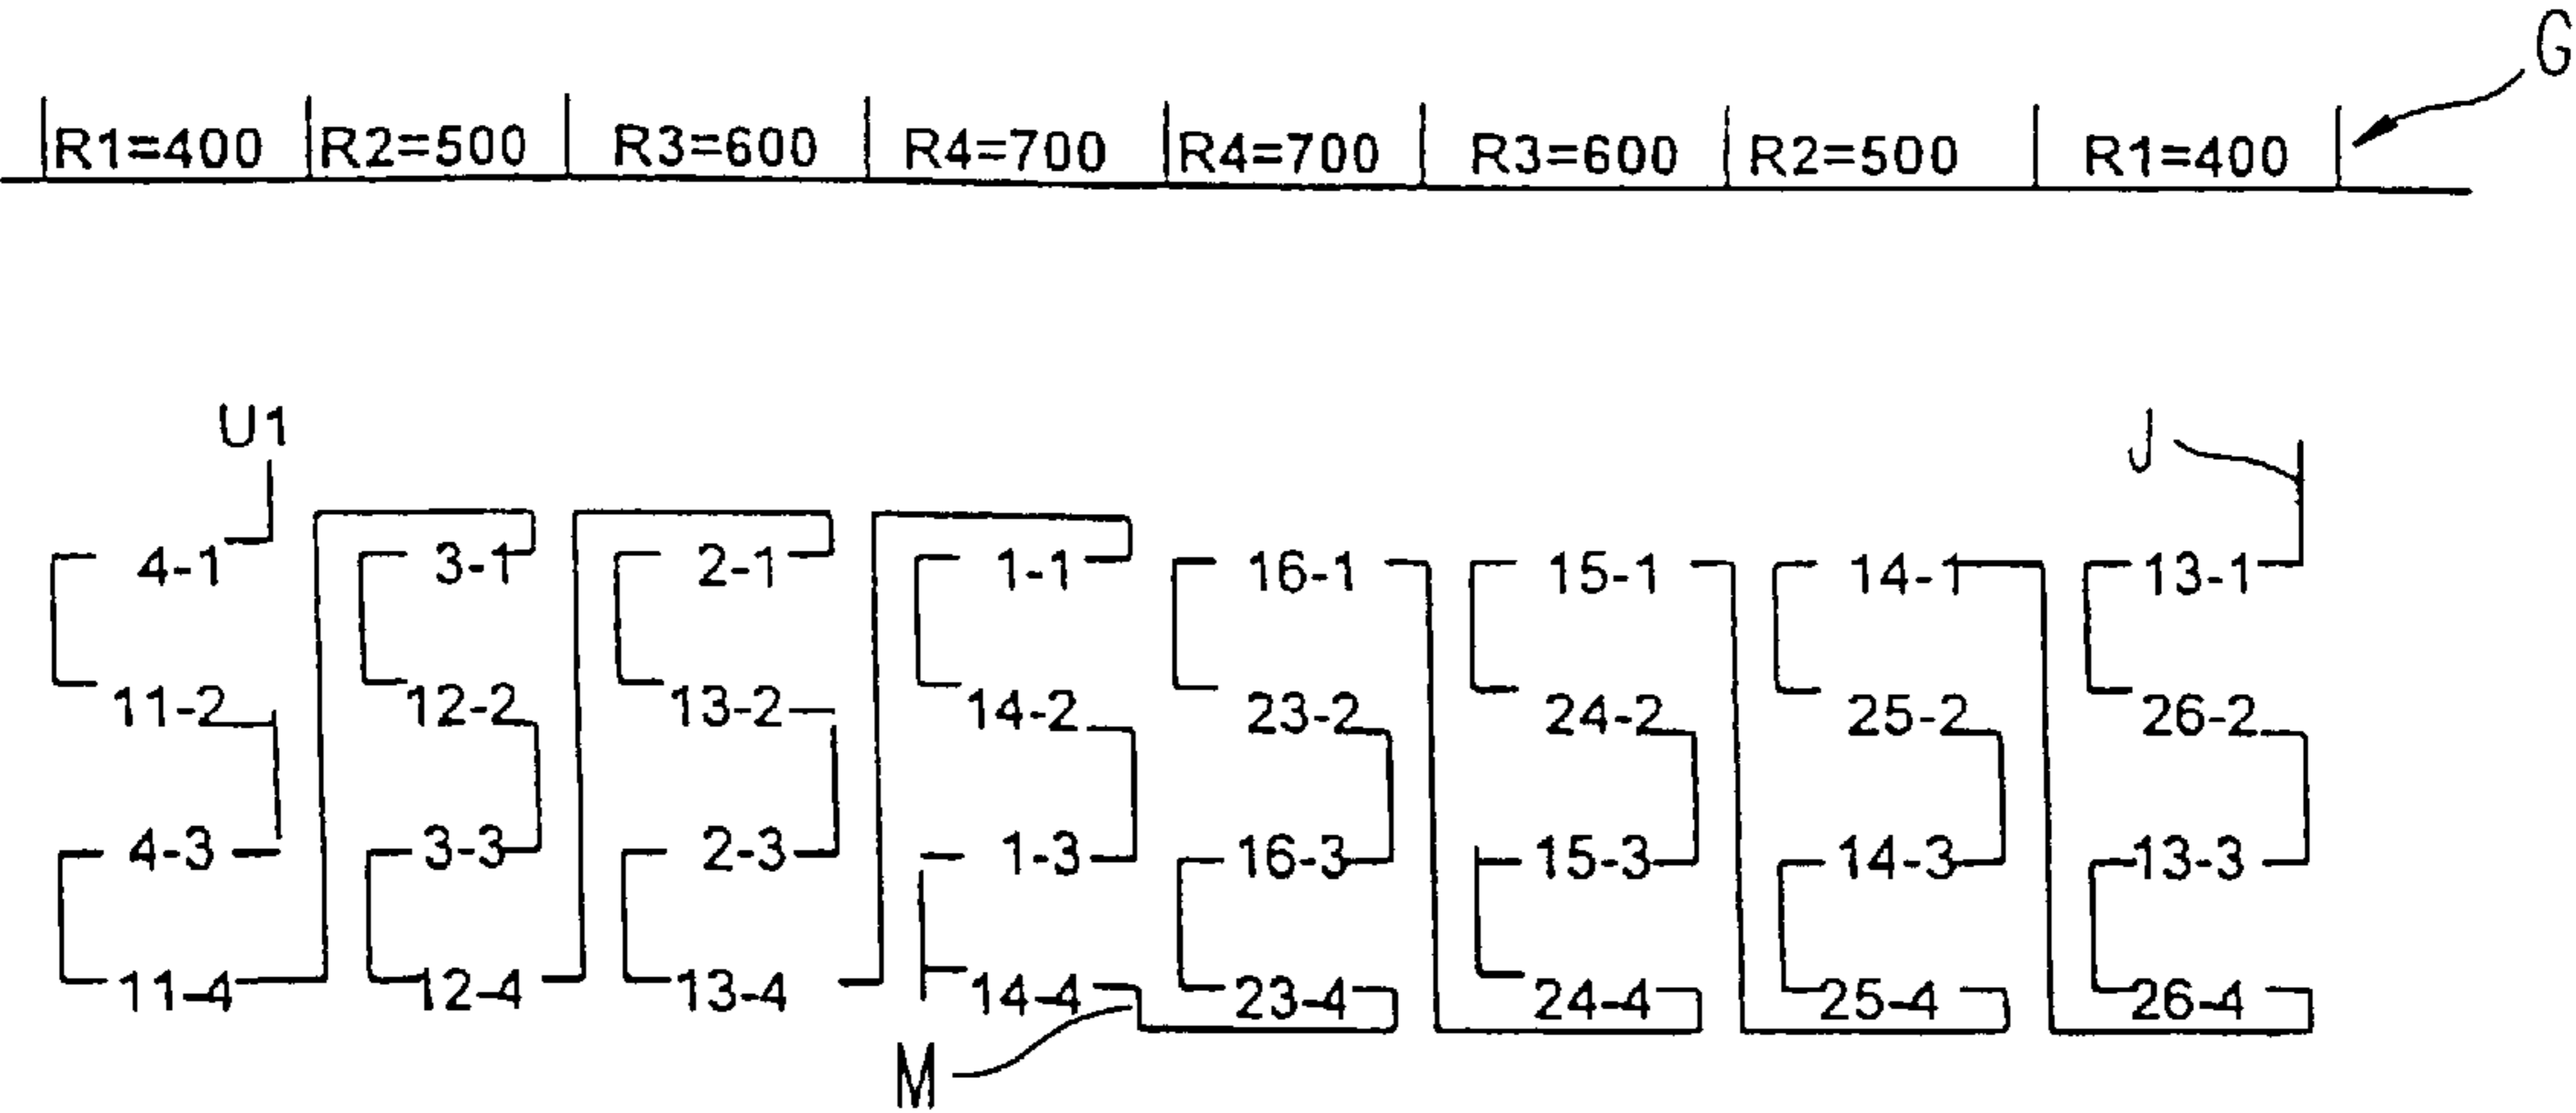 G
R1=400 R2=500 R3=600 R4=700 R4=700 R3=600 R2=500 R1=400
U1 J
4-1 3-1 2-1 1-1 16-1 15-1 14-1 13-1
11-2 12-2 13-2 14-2 23-2 24-2 25-2 26-2
4-3 3-3 2-3 1-3 16-3 15-3 14-3 13-3
11-4 12-4 13-4 14-4 23-4 24-4 25-4 26-4
M